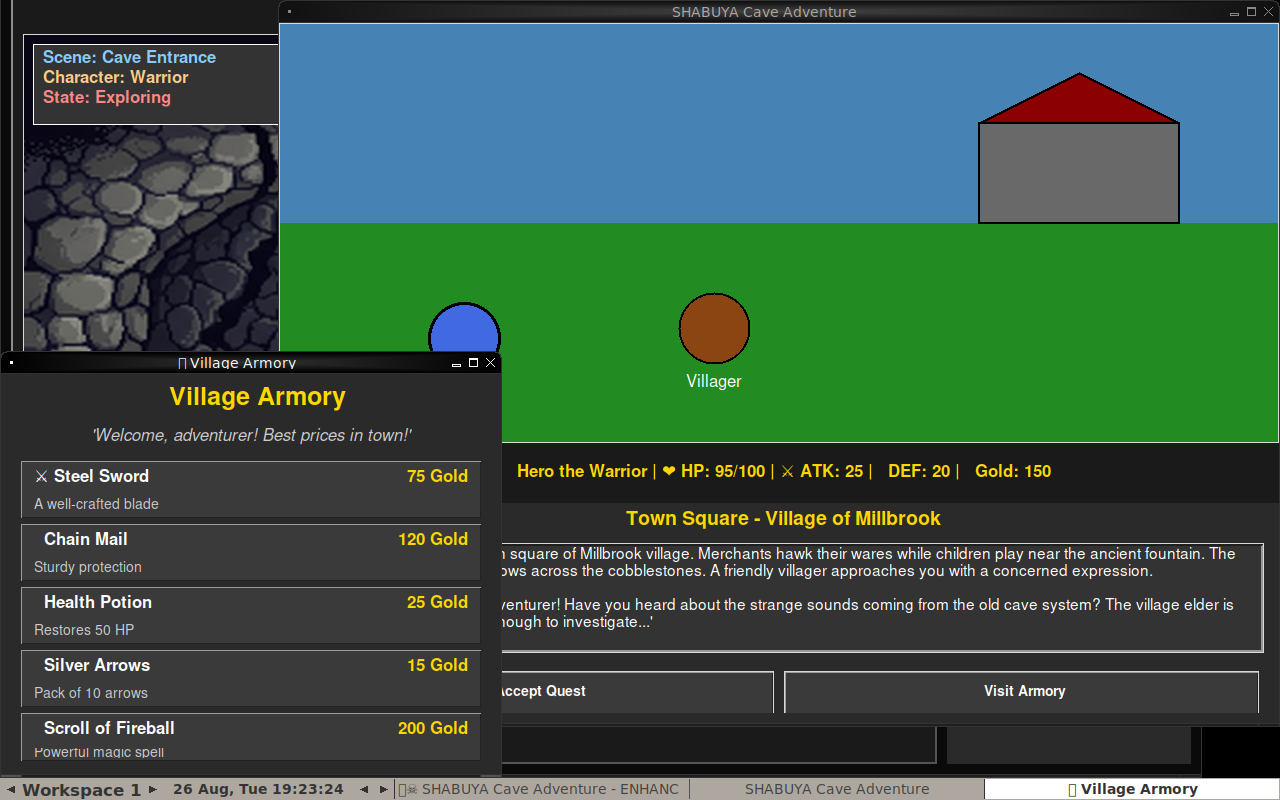 SHABUYA Cave Adventure
Scene: Cave Entrance
Character: Warrior
State: Exploring
Villager
Village Armory
Village Armory
'Welcome, adventurer! Best prices in town!'
⚔ Steel Sword 75 Gold
A well-crafted blade
Chain Mail 120 Gold
Sturdy protection
Health Potion 25 Gold
Restores 50 HP
Silver Arrows 15 Gold
Pack of 10 arrows
Scroll of Fireball 200 Gold
Powerful magic spell
Hero the Warrior | ❤ HP: 95/100 | ⚔ ATK: 25 | DEF: 20 | Gold: 150
Town Square - Village of Millbrook
square of Millbrook village. Merchants hawk their wares while children play near the ancient fountain. The
ows across the cobblestones. A friendly villager approaches you with a concerned expression.
venturer! Have you heard about the strange sounds coming from the old cave system? The village elder is
nough to investigate...'
Accept Quest
Visit Armory
Workspace 1 26 Aug, Tue 19:23:24 ☠ SHABUYA Cave Adventure - ENHANC SHABUYA Cave Adventure Village Armory